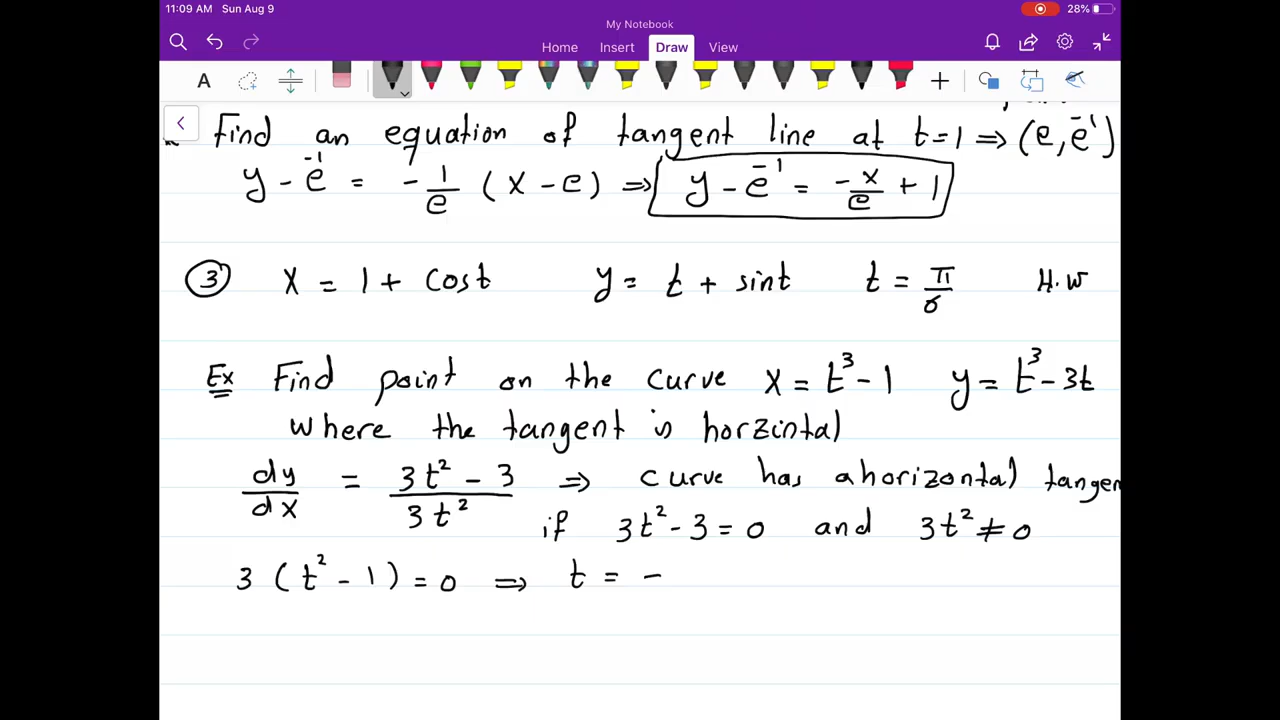 11:09 AM Sun Aug 9 28%
My Notebook
Home Insert Draw View
A
Find an equation of tangent line at t=1 ⇒ (e, e⁻¹)
y - e⁻¹ = -1/e (x - e) ⇒ y - e⁻¹ = -x/e + 1
③ x = 1 + cost y = t + sint t = π/6 H.W
Ex Find point on the curve x = t³ - 1 y = t³ - 3t
where the tangent is horzintal
dy/dx = (3t² - 3)/(3t²) ⇒ curve has a horizontal tangen
if 3t² - 3 = 0 and 3t² ≠ 0
3 (t² - 1) = 0 ⇒ t = -